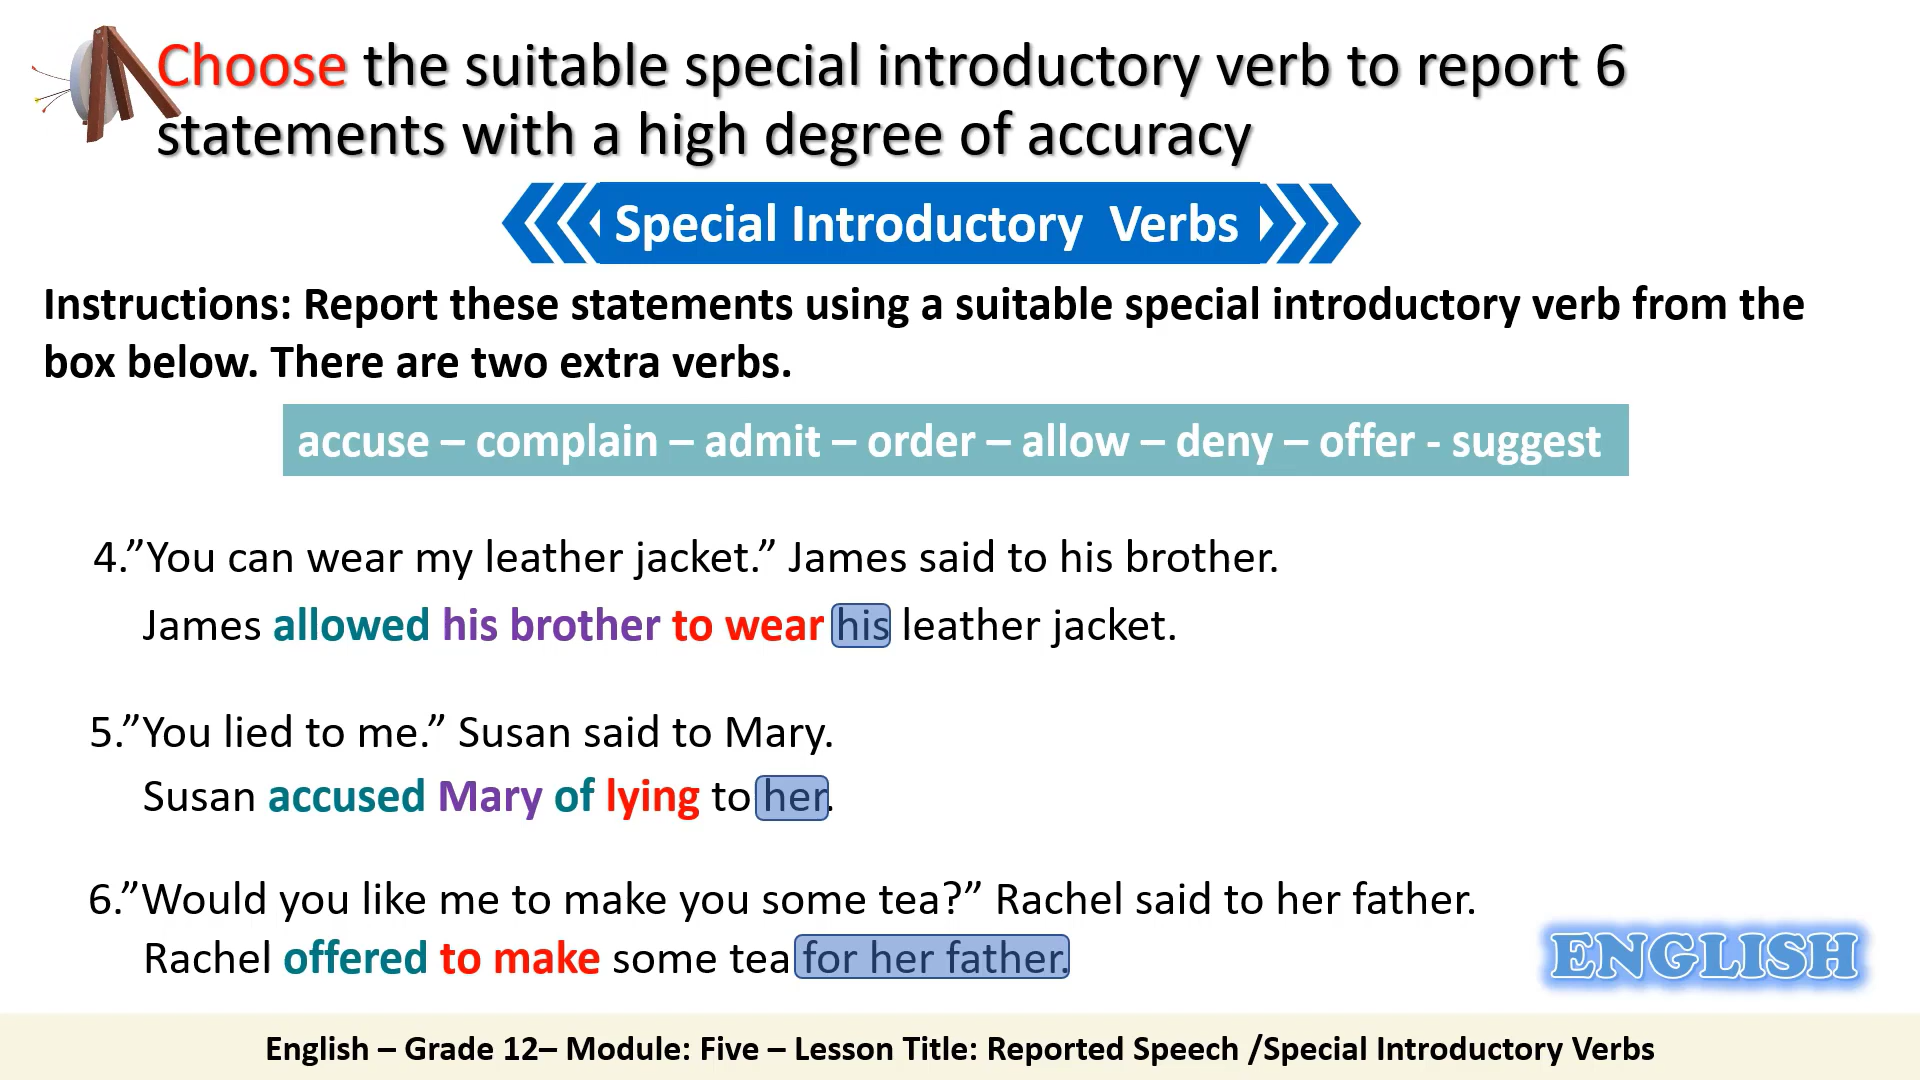 Choose the suitable special introductory verb to report 6
statements with a high degree of accuracy
Special Introductory Verbs
Instructions: Report these statements using a suitable special introductory verb from the
box below. There are two extra verbs.
accuse – complain – admit – order – allow – deny – offer - suggest
4.”You can wear my leather jacket.” James said to his brother.
James allowed his brother to wear his leather jacket.
5.”You lied to me.” Susan said to Mary.
Susan accused Mary of lying to her.
6.”Would you like me to make you some tea?” Rachel said to her father.
Rachel offered to make some tea for her father.
ENGLISH
English – Grade 12– Module: Five – Lesson Title: Reported Speech /Special Introductory Verbs